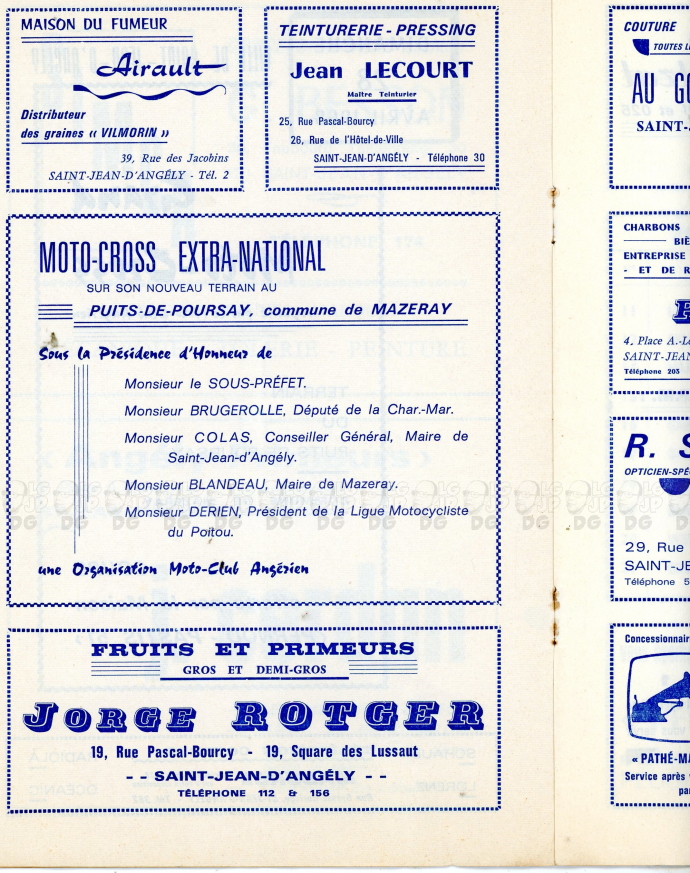 MAISON DU FUMEUR
Airault
Distributeur
des graines « VILMORIN »
39, Rue des Jacobins
SAINT-JEAN-D'ANGÉLY - Tél. 2
TEINTURERIE - PRESSING
Jean LECOURT
Maître Teinturier
25, Rue Pascal-Bourcy
26, Rue de l'Hôtel-de-Ville
SAINT-JEAN-D'ANGÉLY - Téléphone 30
MOTO-CROSS EXTRA-NATIONAL
SUR SON NOUVEAU TERRAIN AU
PUITS-DE-POURSAY, commune de MAZERAY
Sous la Présidence d'Honneur de
Monsieur le SOUS-PRÉFET.
Monsieur BRUGEROLLE, Député de la Char.-Mar.
Monsieur COLAS, Conseiller Général, Maire de
Saint-Jean-d'Angély.
Monsieur BLANDEAU, Maire de Mazeray.
Monsieur DERIEN, Président de la Ligue Motocycliste
du Poitou.
une Organisation Moto-Club Angérien
FRUITS ET PRIMEURS
GROS ET DEMI-GROS
JORGE ROTGER
19, Rue Pascal-Bourcy - 19, Square des Lussaut
- - SAINT-JEAN-D'ANGÉLY - -
TÉLÉPHONE 112 & 156
COUTURE
TOUTES
AU
SAINT-
CHARBONS
ENTREPRISE
- ET DE
4, Place A.-
SAINT-JEAN
Téléphone 203
R. S
OPTICIEN-SPÉ
29, Rue
SAINT-JE
Téléphone 5
Concessionnair
« PATHÉ-MA
Service après
pa